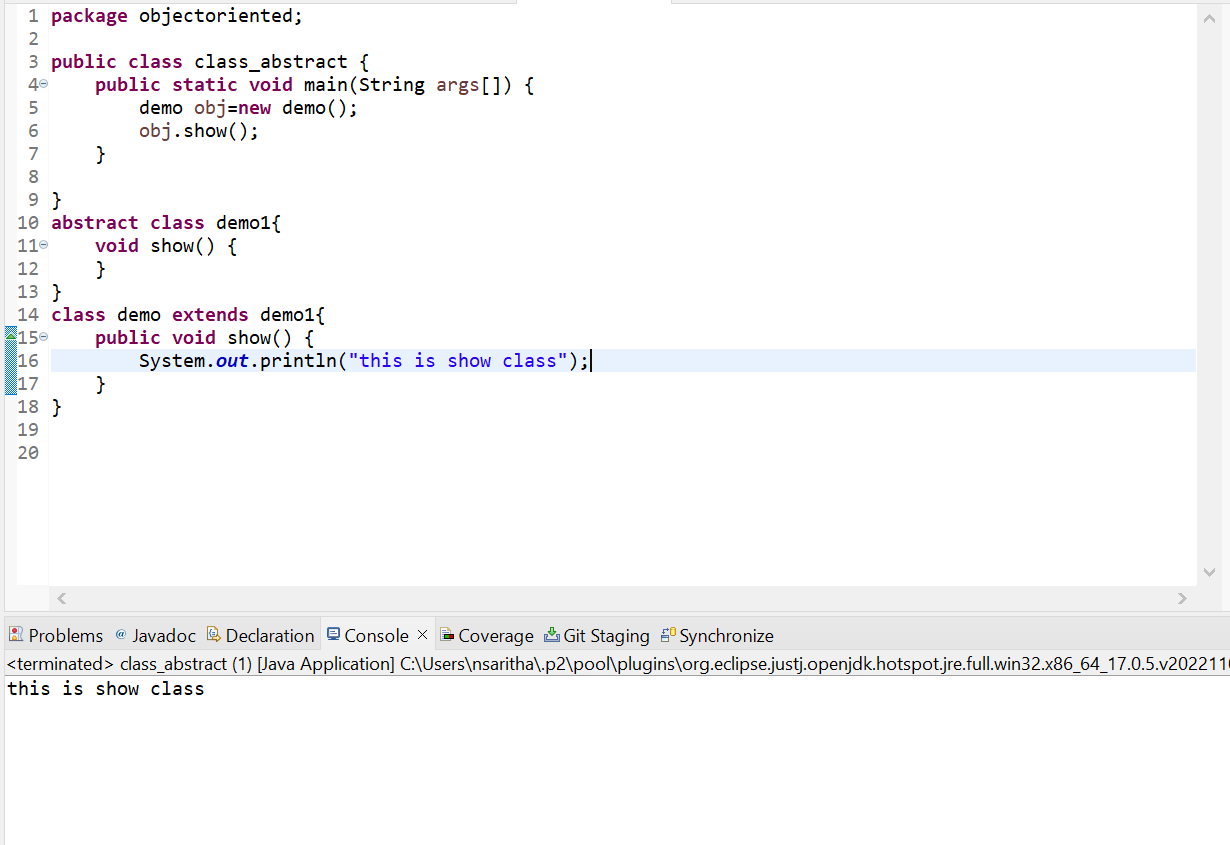 1 package objectoriented;
2
3 public class class_abstract {
4 public static void main(String args[]) {
5 demo obj=new demo();
6 obj.show();
7 }
8
9 }
10 abstract class demo1{
11 void show() {
12 }
13 }
14 class demo extends demo1{
15 public void show() {
16 System.out.println("this is show class");
17 }
18 }
19
20
Problems @ Javadoc Declaration Console × Coverage Git Staging Synchronize
<terminated> class_abstract (1) [Java Application] C:\Users\nsaritha\.p2\pool\plugins\org.eclipse.justj.openjdk.hotspot.jre.full.win32.x86_64_17.0.5.v202211
this is show class